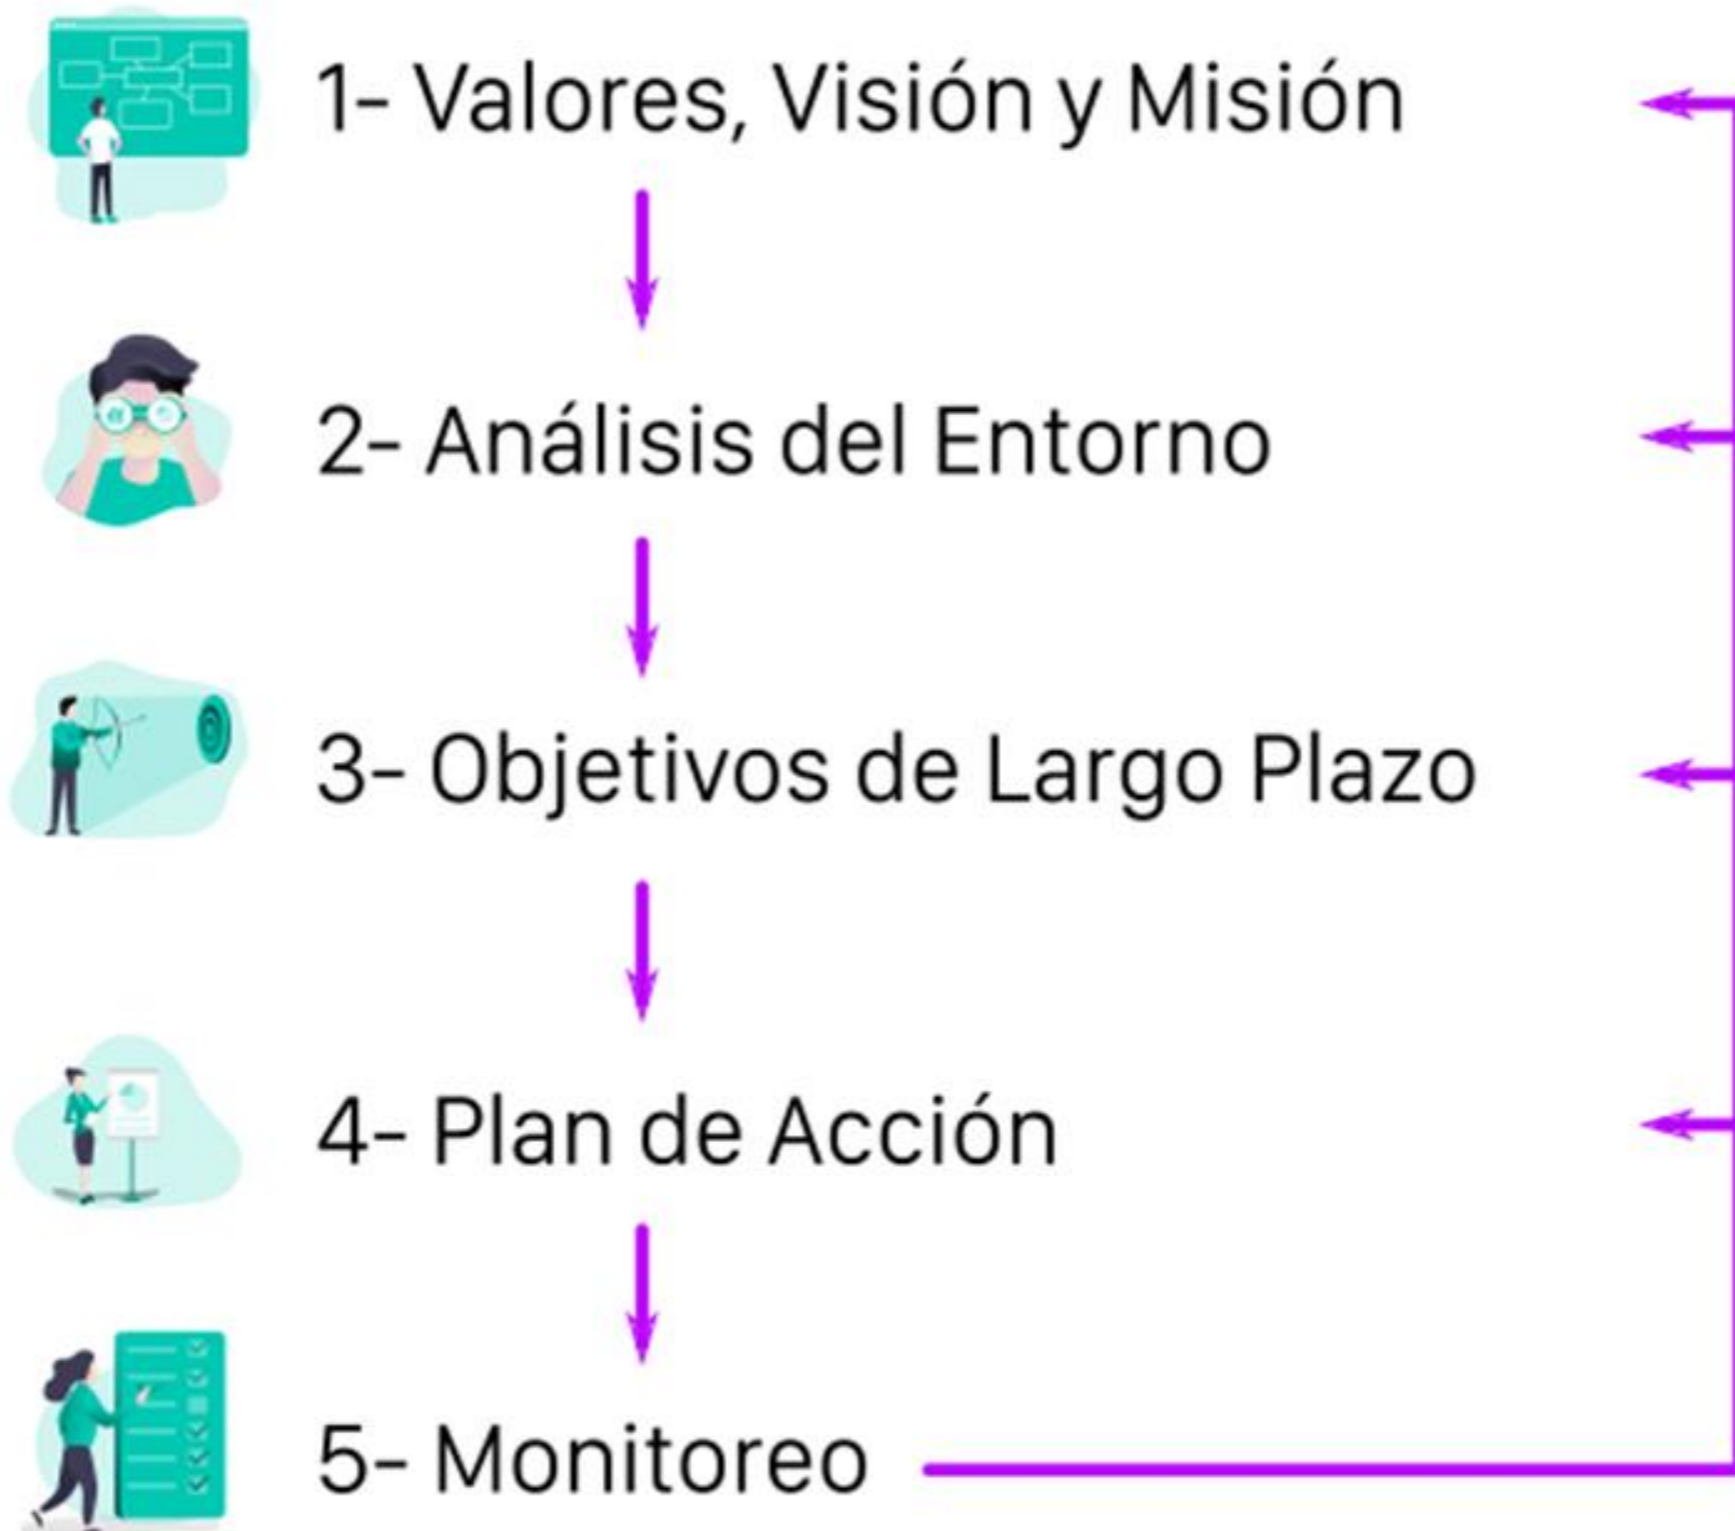 1- Valores, Visión y Misión
2- Análisis del Entorno
3- Objetivos de Largo Plazo
4- Plan de Acción
5- Monitoreo